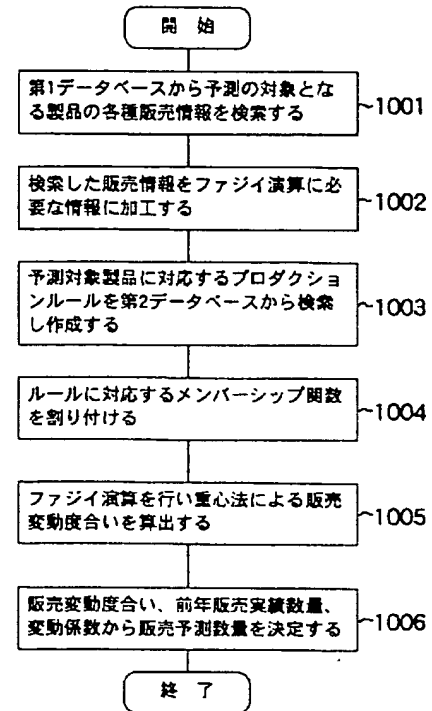 開 始
第1データベースから予測の対象とな
る製品の各種販売情報を検索する
~1001
検索した販売情報をファジイ演算に必
要な情報に加工する
~1002
予測対象製品に対応するプロダクショ
ンルールを第2データベースから検索
し作成する
~1003
ルールに対応するメンバーシップ関数
を割り付ける
~1004
ファジイ演算を行い重心法による販売
変動度合いを算出する
~1005
販売変動度合い、前年販売実績数量、
変動係数から販売予測数量を決定する
~1006
終 了